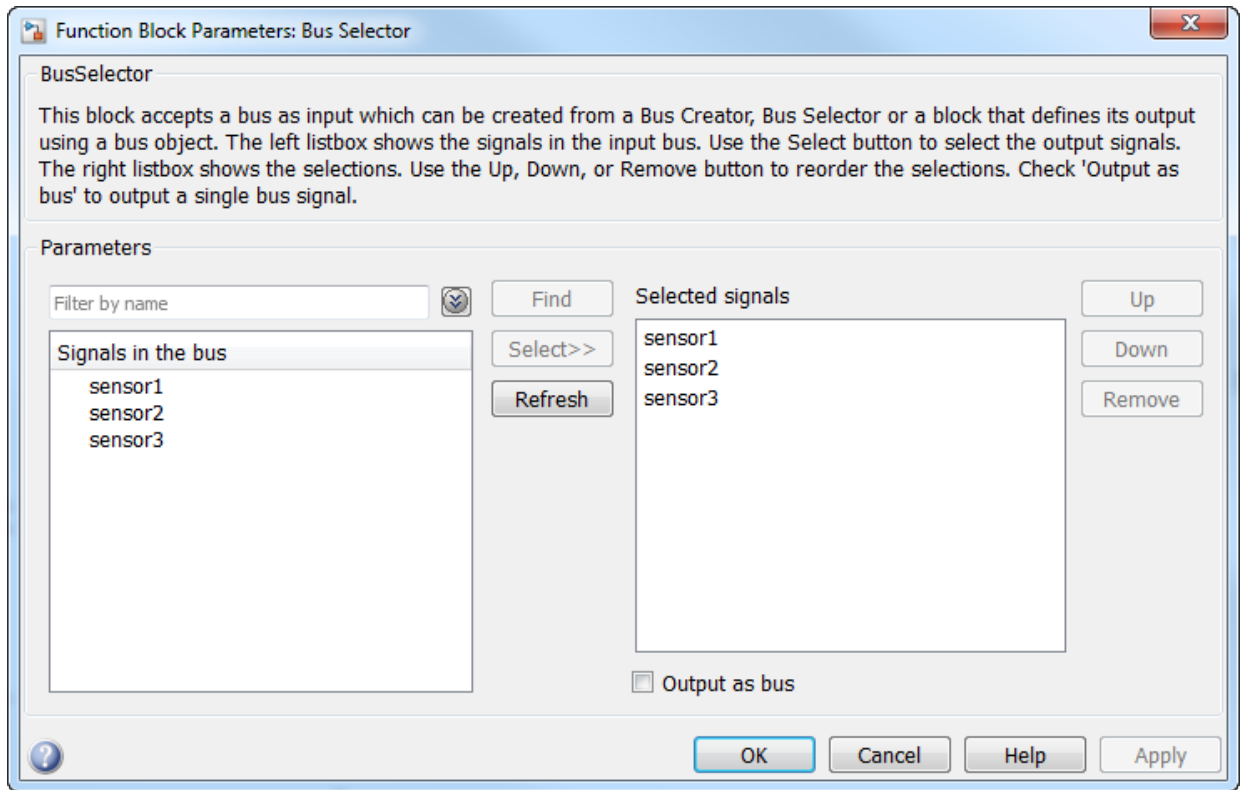 Function Block Parameters: Bus Selector
BusSelector
This block accepts a bus as input which can be created from a Bus Creator, Bus Selector or a block that defines its output
using a bus object. The left listbox shows the signals in the input bus. Use the Select button to select the output signals.
The right listbox shows the selections. Use the Up, Down, or Remove button to reorder the selections. Check 'Output as
bus' to output a single bus signal.
Parameters
Filter by name
Find
Selected signals
Up
Signals in the bus
Select>>
sensor1
Down
sensor1
Refresh
sensor2
Remove
sensor2
sensor3
sensor3
Output as bus
?
OK
Cancel
Help
Apply